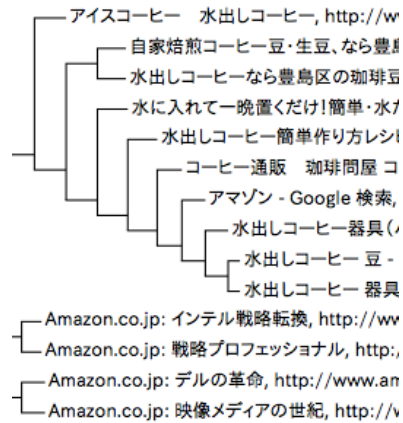 アイスコーヒー　水出しコーヒー, http://w
自家焙煎コーヒー豆・生豆、なら豊
水出しコーヒーなら豊島区の珈琲豆
水に入れて一晩置くだけ!簡単・水
水出しコーヒー簡単作り方レシ
コーヒー通販　珈琲問屋 コ
アマゾン - Google 検索,
水出しコーヒー器具(
水出しコーヒー 豆 -
水出しコーヒー 器具
Amazon.co.jp: インテル戦略転換, http://ww
Amazon.co.jp: 戦略プロフェッショナル, http:/
Amazon.co.jp: デルの革命, http://www.am
Amazon.co.jp: 映像メディアの世紀, http://w